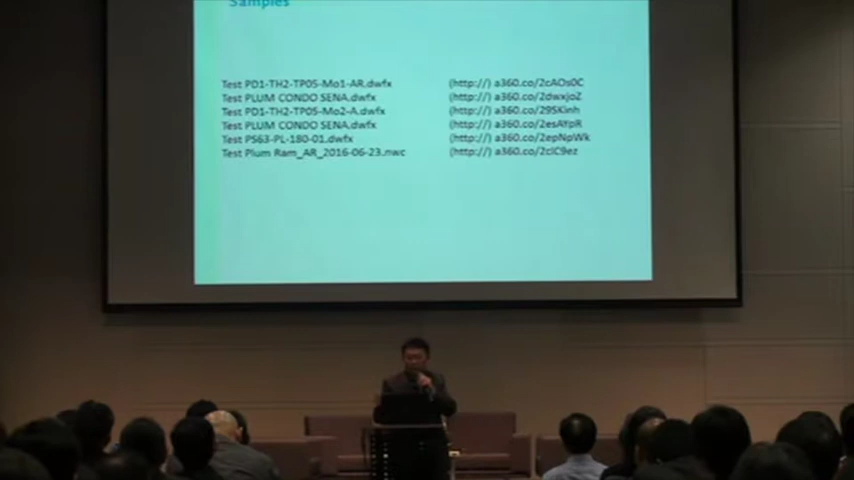 Samples
Test PD1-TH2-TP05-Mo1-AR.dwfx (http://) a360.co/2cAOs0C
Test PLUM CONDO SENA.dwfx (http://) a360.co/2dwxjoZ
Test PD1-TH2-TP05-Mo2-A.dwfx (http://) a360.co/29SKinh
Test PLUM CONDO SENA.dwfx (http://) a360.co/2esAYpR
Test PS63-PL-180-01.dwfx (http://) a360.co/2epNpWk
Test Plum Ram_AR_2016-06-23.nwc (http://) a360.co/2clC9ez